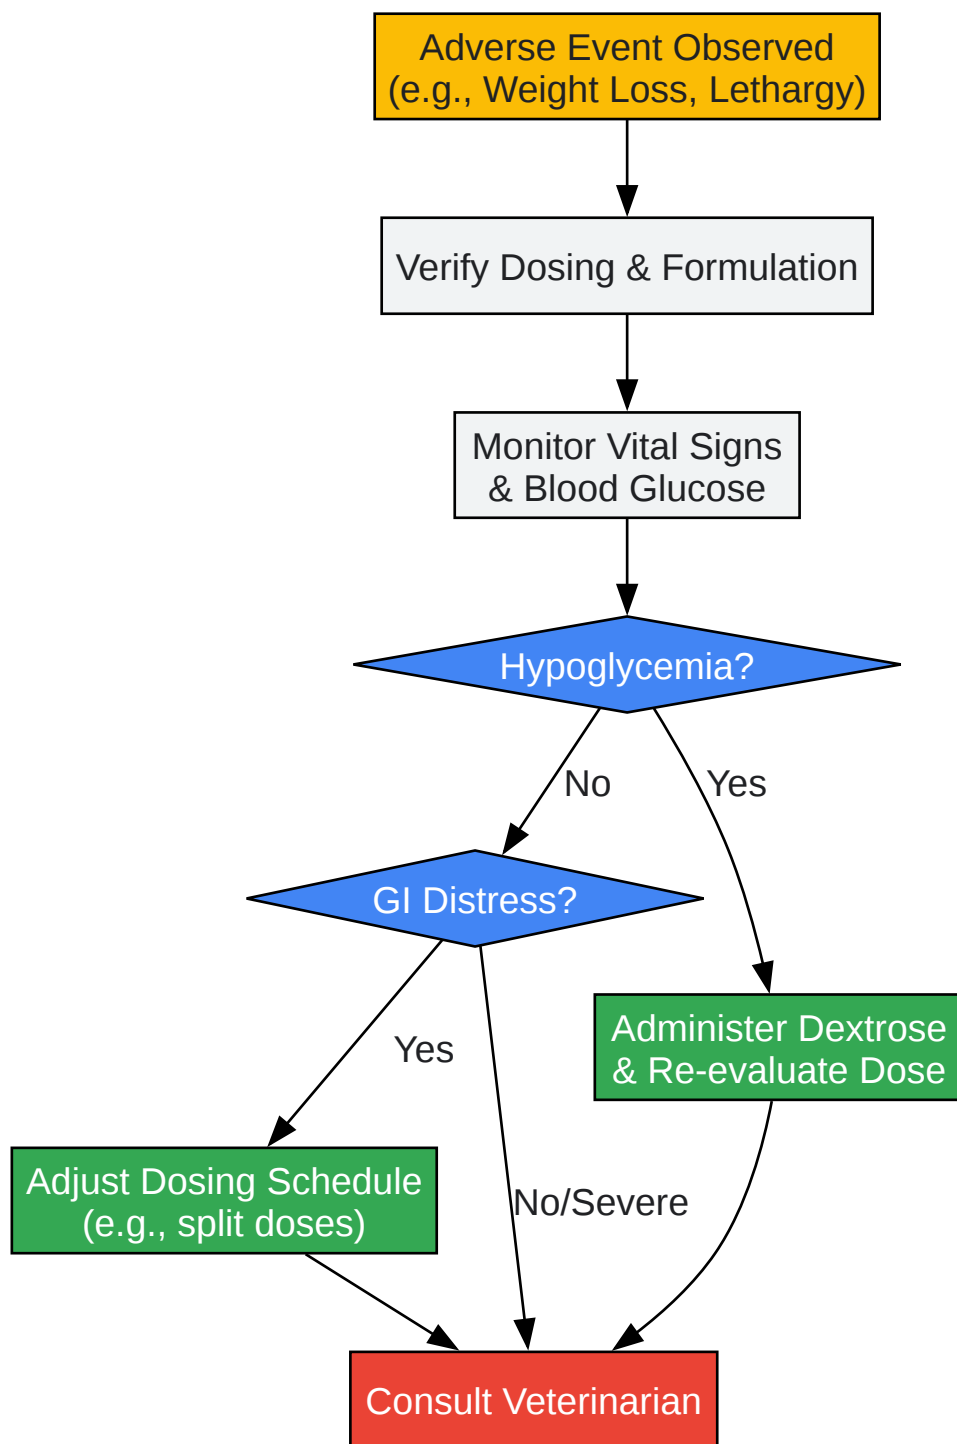 Adverse Event Observed
(e.g., Weight Loss, Lethargy)
Verify Dosing & Formulation
Monitor Vital Signs
& Blood Glucose
Hypoglycemia?
No
Yes
GI Distress?
Administer Dextrose
& Re-evaluate Dose
Yes
Adjust Dosing Schedule
(e.g., split doses)
No/Severe
Consult Veterinarian